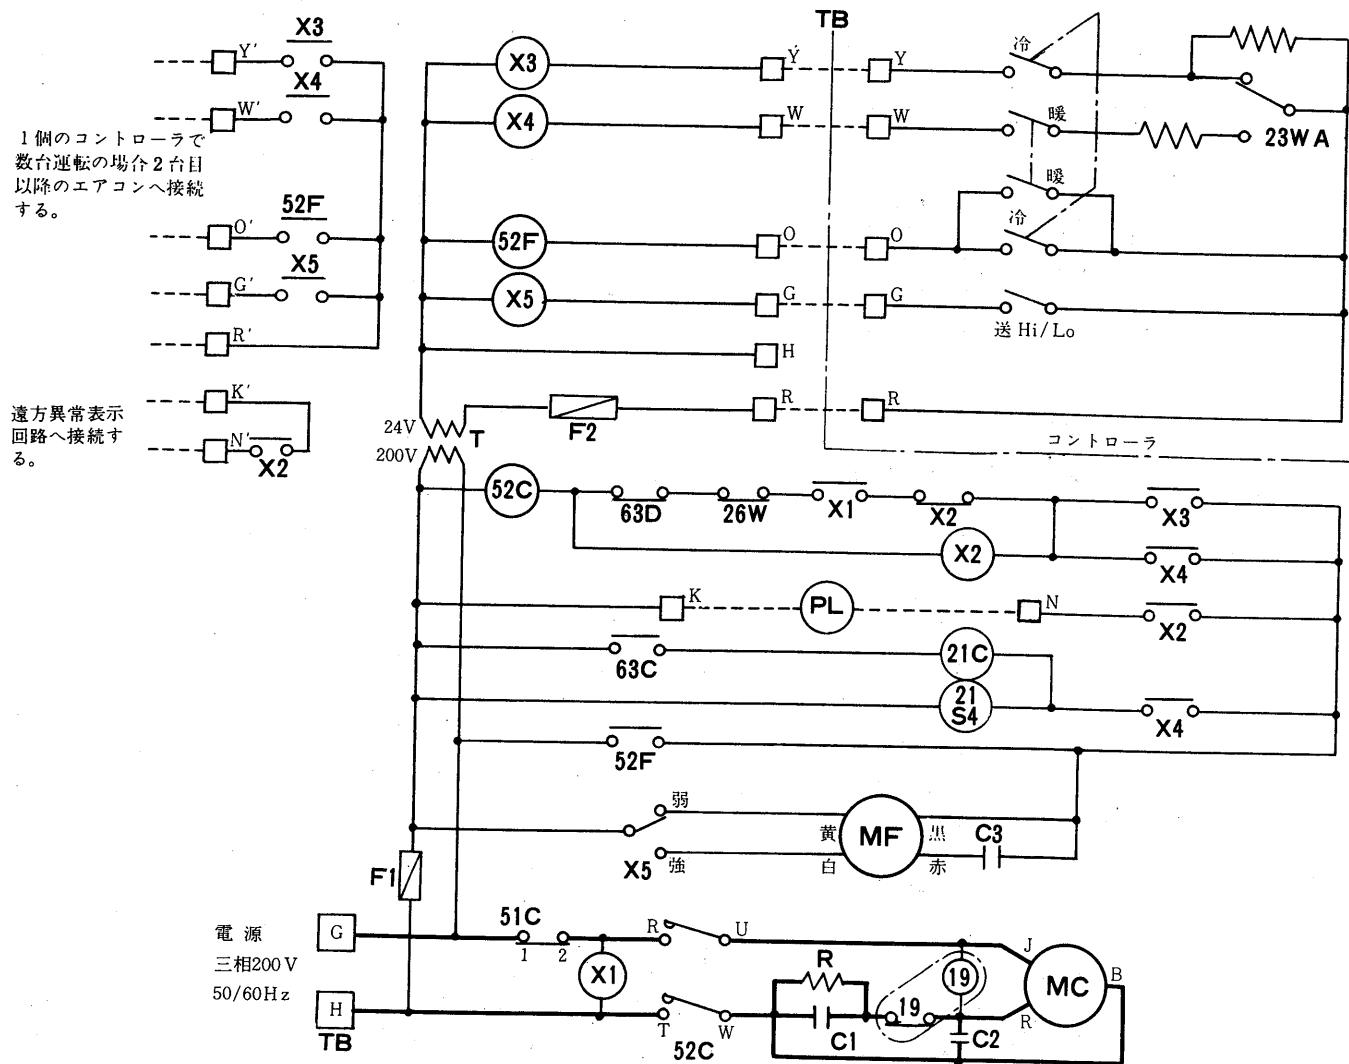 X3
Y'
X4
W'
1個のコントローラで
数台運転の場合2台目
以降のエアコンへ接続
する。
52F
O'
X5
G'
R'
K'
遠方異常表示
回路へ接続す
る。
N'
X2
TB
X3
Y
Y
冷
X4
W
W
暖
23WA
暖
冷
52F
O
O
X5
G
G
送 Hi/Lo
H
R
R
24V
T
F2
200V
コントローラ
52C
63D
26W
X1
X2
X3
X2
X4
K
PL
N
X2
63C
21C
21
S4
X4
52F
弱
黄
MF
黒
C3
X5
強
白
赤
F1
電源
三相200V
50/60Hz
G
51C
1
2
R
U
J
X1
R
19
MC
B
H
TB
T
W
52C
C1
19
C2
R